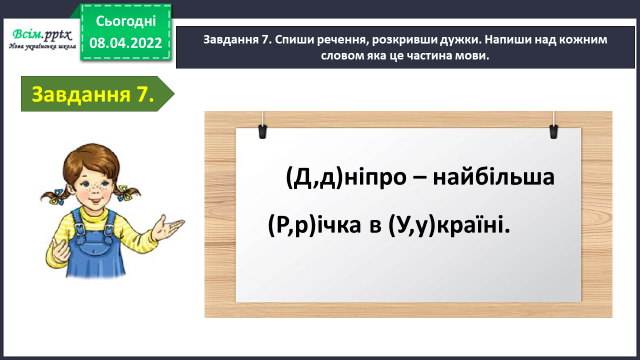 Всім.pptx
Нова українська школа
Сьогодні
08.04.2022
Завдання 7. Спиши речення, розкривши дужки. Напиши над кожним
словом яка це частина мови.
Завдання 7.
(Д,д)ніпро – найбільша
(Р,р)ічка в (У,у)країні.